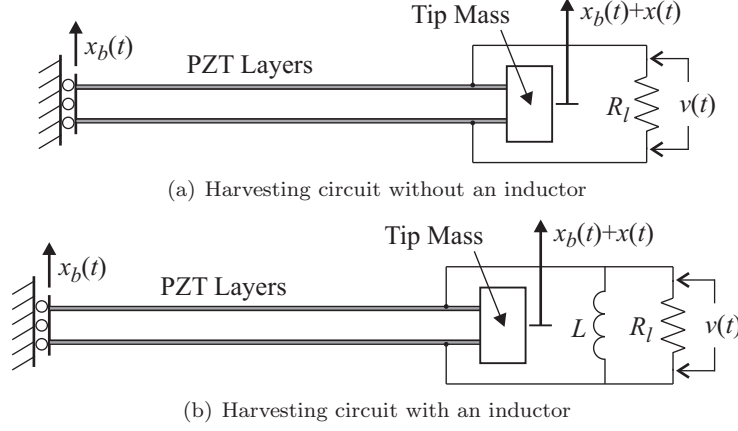 Tip Mass
x_b(t)+x(t)
x_b(t)
PZT Layers
R_l
v(t)
(a) Harvesting circuit without an inductor
Tip Mass
x_b(t)+x(t)
x_b(t)
PZT Layers
L
R_l
v(t)
(b) Harvesting circuit with an inductor